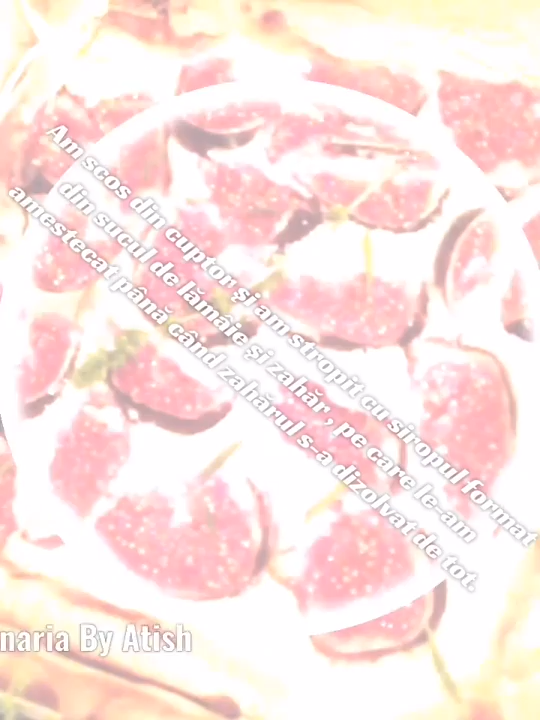 Am scos din cuptor și am stropit cu siropul format
din sucul de lămâie și zahăr , pe care le-am
amestecat până când zahărul s-a dizolvat de tot.
naria By Atish